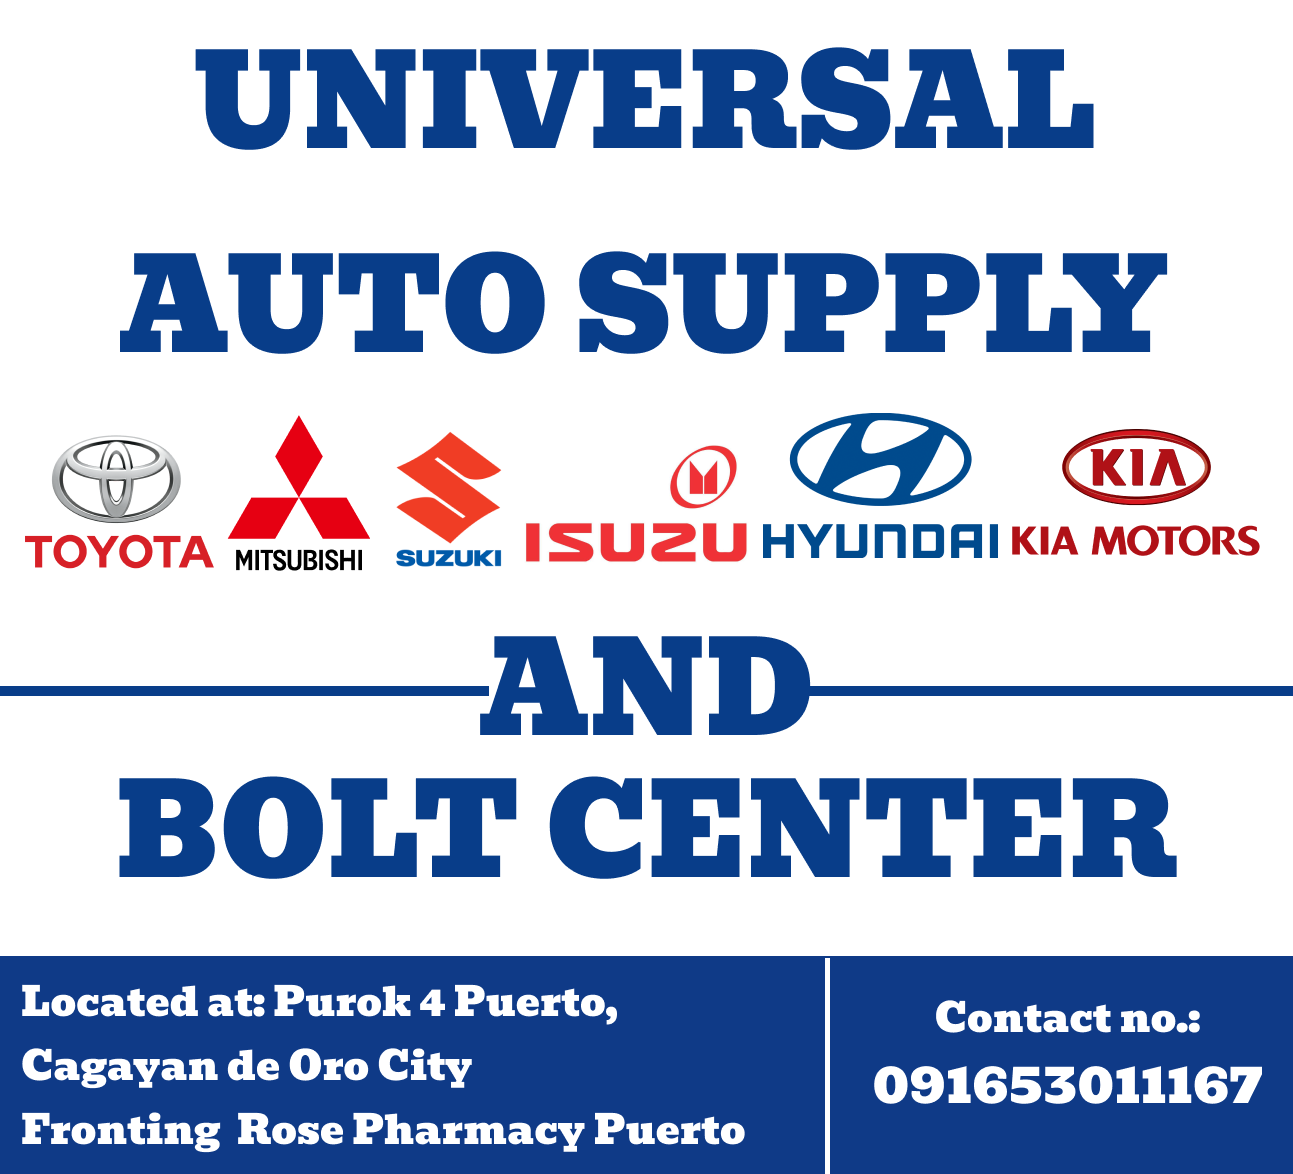 UNIVERSAL
AUTO SUPPLY
TOYOTA MITSUBISHI SUZUKI ISUZU HYUNDAI KIA KIA MOTORS
AND
BOLT CENTER
Located at: Purok 4 Puerto,
Cagayan de Oro City
Fronting Rose Pharmacy Puerto
Contact no.:
091653011167